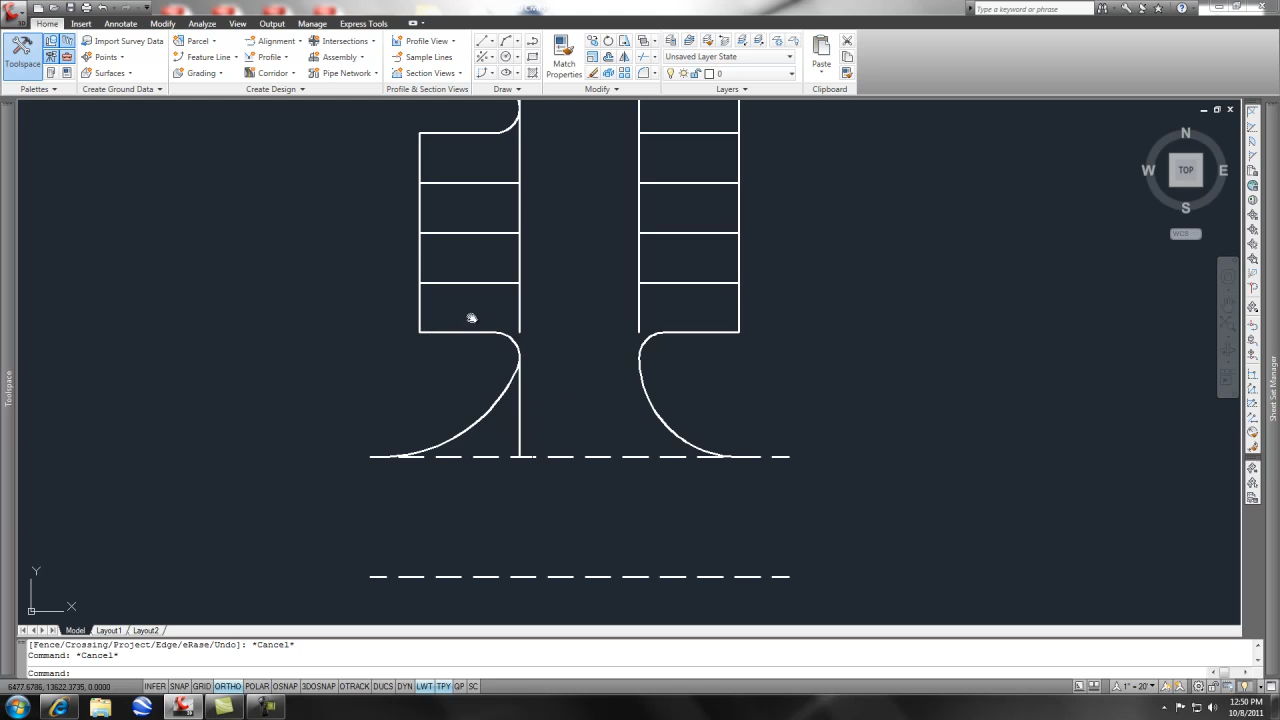 Type a keyword or phrase
Home Insert Annotate Modify Analyze View Output Manage Express Tools
Toolspace
Import Survey Data
Points
Surfaces
Parcel
Feature Line
Grading
Alignment
Profile
Corridor
Intersections
Assembly
Pipe Network
Profile View
Sample Lines
Section Views
Match
Properties
Unsaved Layer State
0
Paste
Palettes Create Ground Data Create Design Profile & Section Views Draw Modify Layers Clipboard
N
W TOP E
S
WCS
Toolspace
Sheet Set Manager
Y
X
Model Layout1 Layout2
[Fence/Crossing/Project/Edge/eRase/Undo]: *Cancel*
Command: *Cancel*
Command:
6477.6786, 13622.3735, 0.0000 INFER SNAP GRID ORTHO POLAR OSNAP 3DOSNAP OTRACK DUCS DYN LWT TPY QP SC 1" = 20'
12:50 PM
10/8/2011